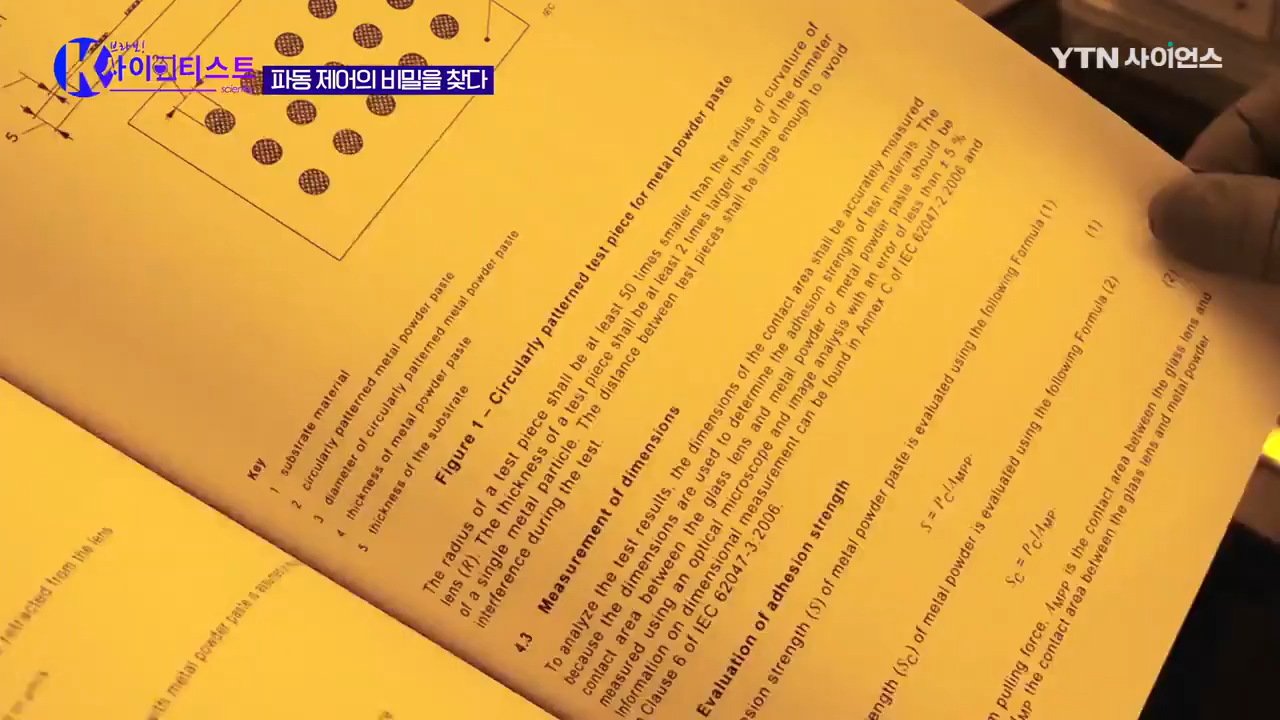 브라보!
K사이언티스트
science
파동 제어의 비밀을 찾다
YTN 사이언스
IEC
5
Key
1 substrate material
2 circularly patterned metal powder paste
3 diameter of circularly patterned metal powder paste
4 thickness of metal powder paste
5 thickness of the substrate
Figure 1 – Circularly patterned test piece for metal powder paste
The radius of a test piece shall be at least 50 times smaller than the radius of curvature of
lens (R). The thickness of a test piece shall be at least 2 times larger than that of the diameter
of a single metal particle. The distance between test pieces shall be large enough to avoid
interference during the test.
4.3 Measurement of dimensions
To analyze the test results, the dimensions of the contact area shall be accurately measured
because the dimensions are used to determine the adhesion strength of test materials. The
contact area between the glass lens and metal powder or metal powder paste should be
measured using an optical microscope and image analysis with an error of less than ± 5 %
Information on dimensional measurement can be found in Annex C of IEC 62047-2:2006 and
n Clause 6 of IEC 62047-3:2006.
Evaluation of adhesion strength
sion strength (S) of metal powder paste is evaluated using the following Formula (1)
S = PC/AMPP (1)
ength (SC) of metal powder is evaluated using the following Formula (2)
SC = PC/AMP (2)
m pulling force, AMPP is the contact area between the glass lens and
MP the contact area between the glass lens and metal powder
retracted from the lens
with metal powder paste is